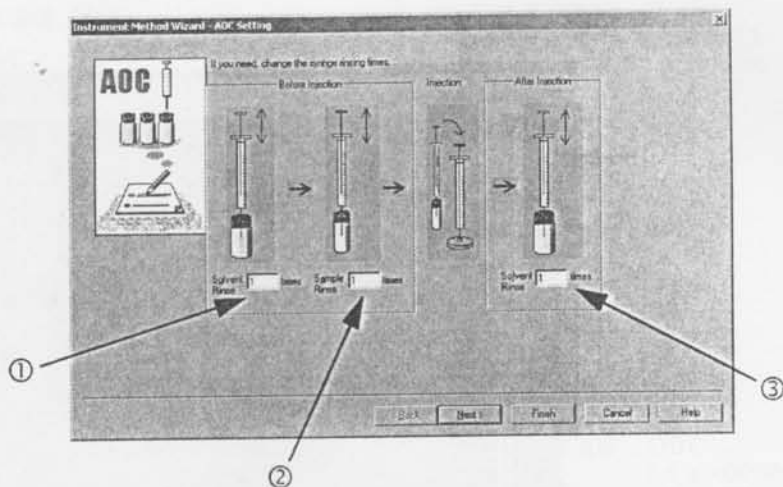 Instrument Method Wizard - AOC Setting
AOC
If you need, change the syringe rinsing times.
Before Injection
Injection
After Injection
Solvent Rinse 1 times
Sample Rinse 1 times
Solvent Rinse 1 times
①
②
③
Back
Next >
Finish
Cancel
Help